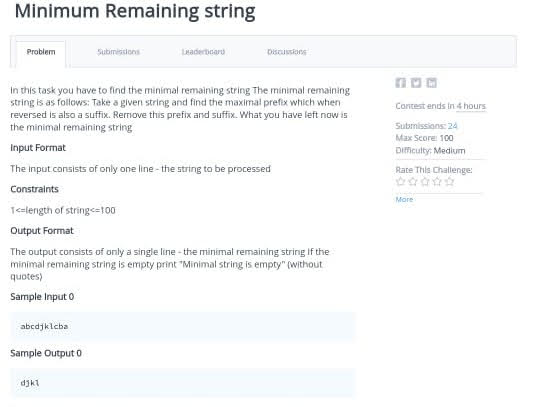 Minimum Remaining string
Problem
Submissions
Leaderboard
Discussions
In this task you have to find the minimal remaining string The minimal remaining
string is as follows: Take a given string and find the maximal prefix which when
reversed is also a suffix. Remove this prefix and suffix. What you have left now is
the minimal remaining string
Input Format
The input consists of only one line - the string to be processed
Constraints
1<=length of string<=100
Output Format
The output consists of only a single line - the minimal remaining string If the
minimal remaining string is empty print "Minimal string is empty" (without
quotes)
Sample Input 0
abcdjklcba
Sample Output 0
djkl
Contest ends in 4 hours
Submissions: 24
Max Score: 100
Difficulty: Medium
Rate This Challenge:
More